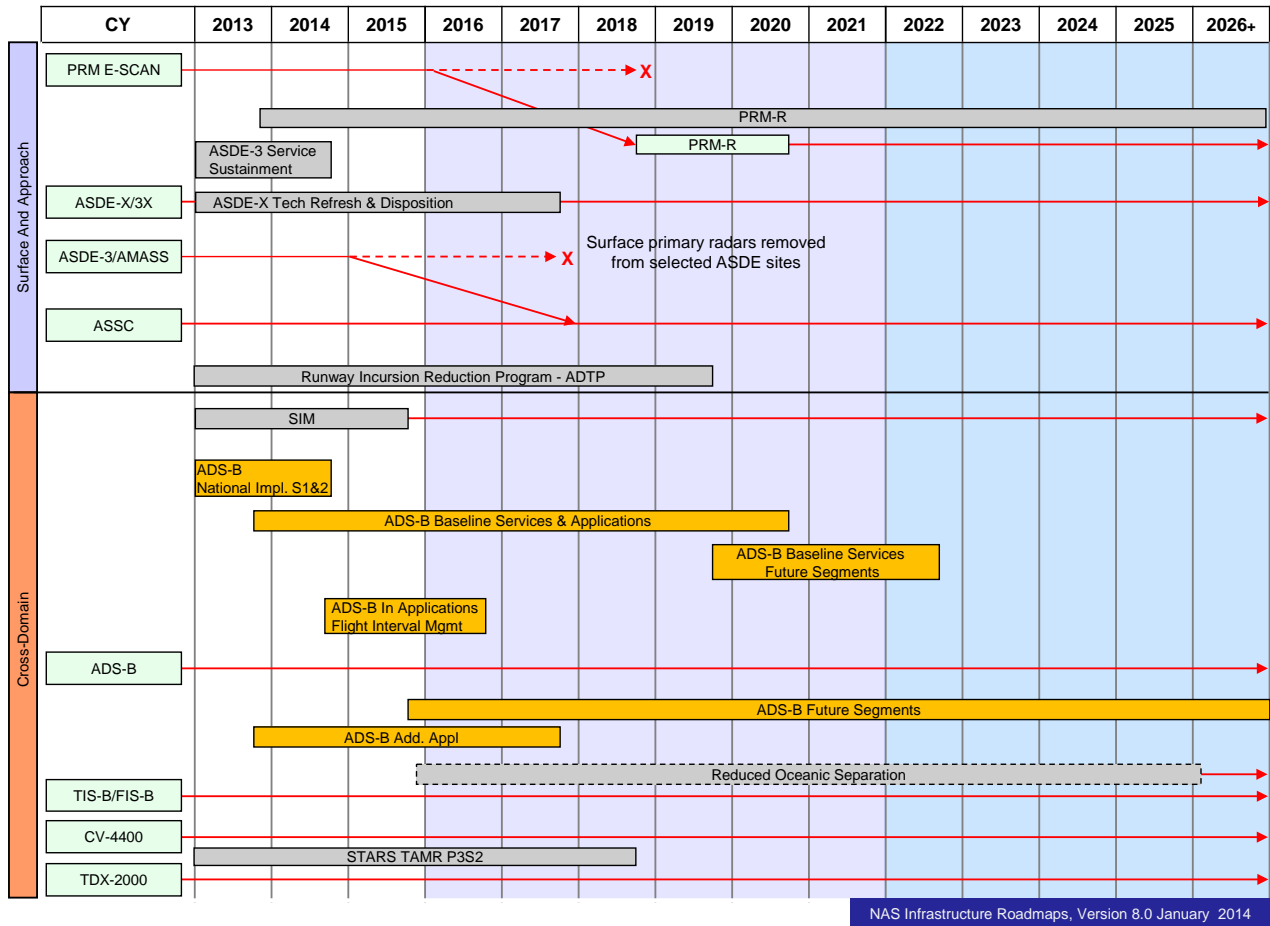 CY 2013 2014 2015 2016 2017 2018 2019 2020 2021 2022 2023 2024 2025 2026+
Surface And Approach
PRM E-SCAN
X
PRM-R
PRM-R
ASDE-3 Service
Sustainment
ASDE-X/3X
ASDE-X Tech Refresh & Disposition
ASDE-3/AMASS
X
Surface primary radars removed
from selected ASDE sites
ASSC
Runway Incursion Reduction Program - ADTP
Cross-Domain
SIM
ADS-B
National Impl. S1&2
ADS-B Baseline Services & Applications
ADS-B Baseline Services
Future Segments
ADS-B In Applications
Flight Interval Mgmt
ADS-B
ADS-B Future Segments
ADS-B Add. Appl
Reduced Oceanic Separation
TIS-B/FIS-B
CV-4400
STARS TAMR P3S2
TDX-2000
NAS Infrastructure Roadmaps, Version 8.0 January 2014